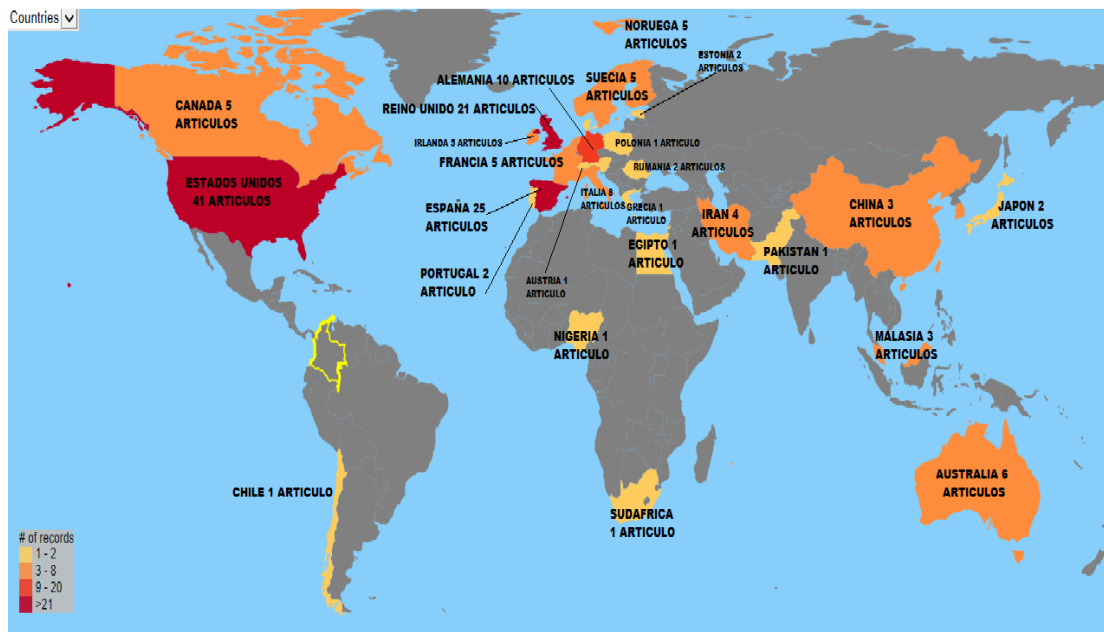 Countries
NORUEGA 5
ARTICULOS
ESTONIA 2
ARTICULOS
ALEMANIA 10 ARTICULOS
SUECIA 5
ARTICULOS
CANADA 5
ARTICULOS
REINO UNIDO 21 ARTICULOS
IRLANDA 5 ARTICULOS
POLONIA 1 ARTICULO
FRANCIA 5 ARTICULOS
RUMANIA 2 ARTICULOS
ESTADOS UNIDOS
41 ARTICULOS
ITALIA 8
ARTICULOS
GRECIA 1
ARTICULO
ESPAÑA 25
ARTICULOS
IRAN 4
ARTICULOS
CHINA 3
ARTICULOS
JAPON 2
ARTICULOS
EGIPTO 1
ARTICULO
PAKISTAN 1
ARTICULO
PORTUGAL 2
ARTICULO
AUSTRIA 1
ARTICULO
NIGERIA 1
ARTICULO
MALASIA 3
ARTICULOS
AUSTRALIA 6
ARTICULOS
CHILE 1 ARTICULO
SUDAFRICA
1 ARTICULO
# of records
1 - 2
3 - 8
9 - 20
>21